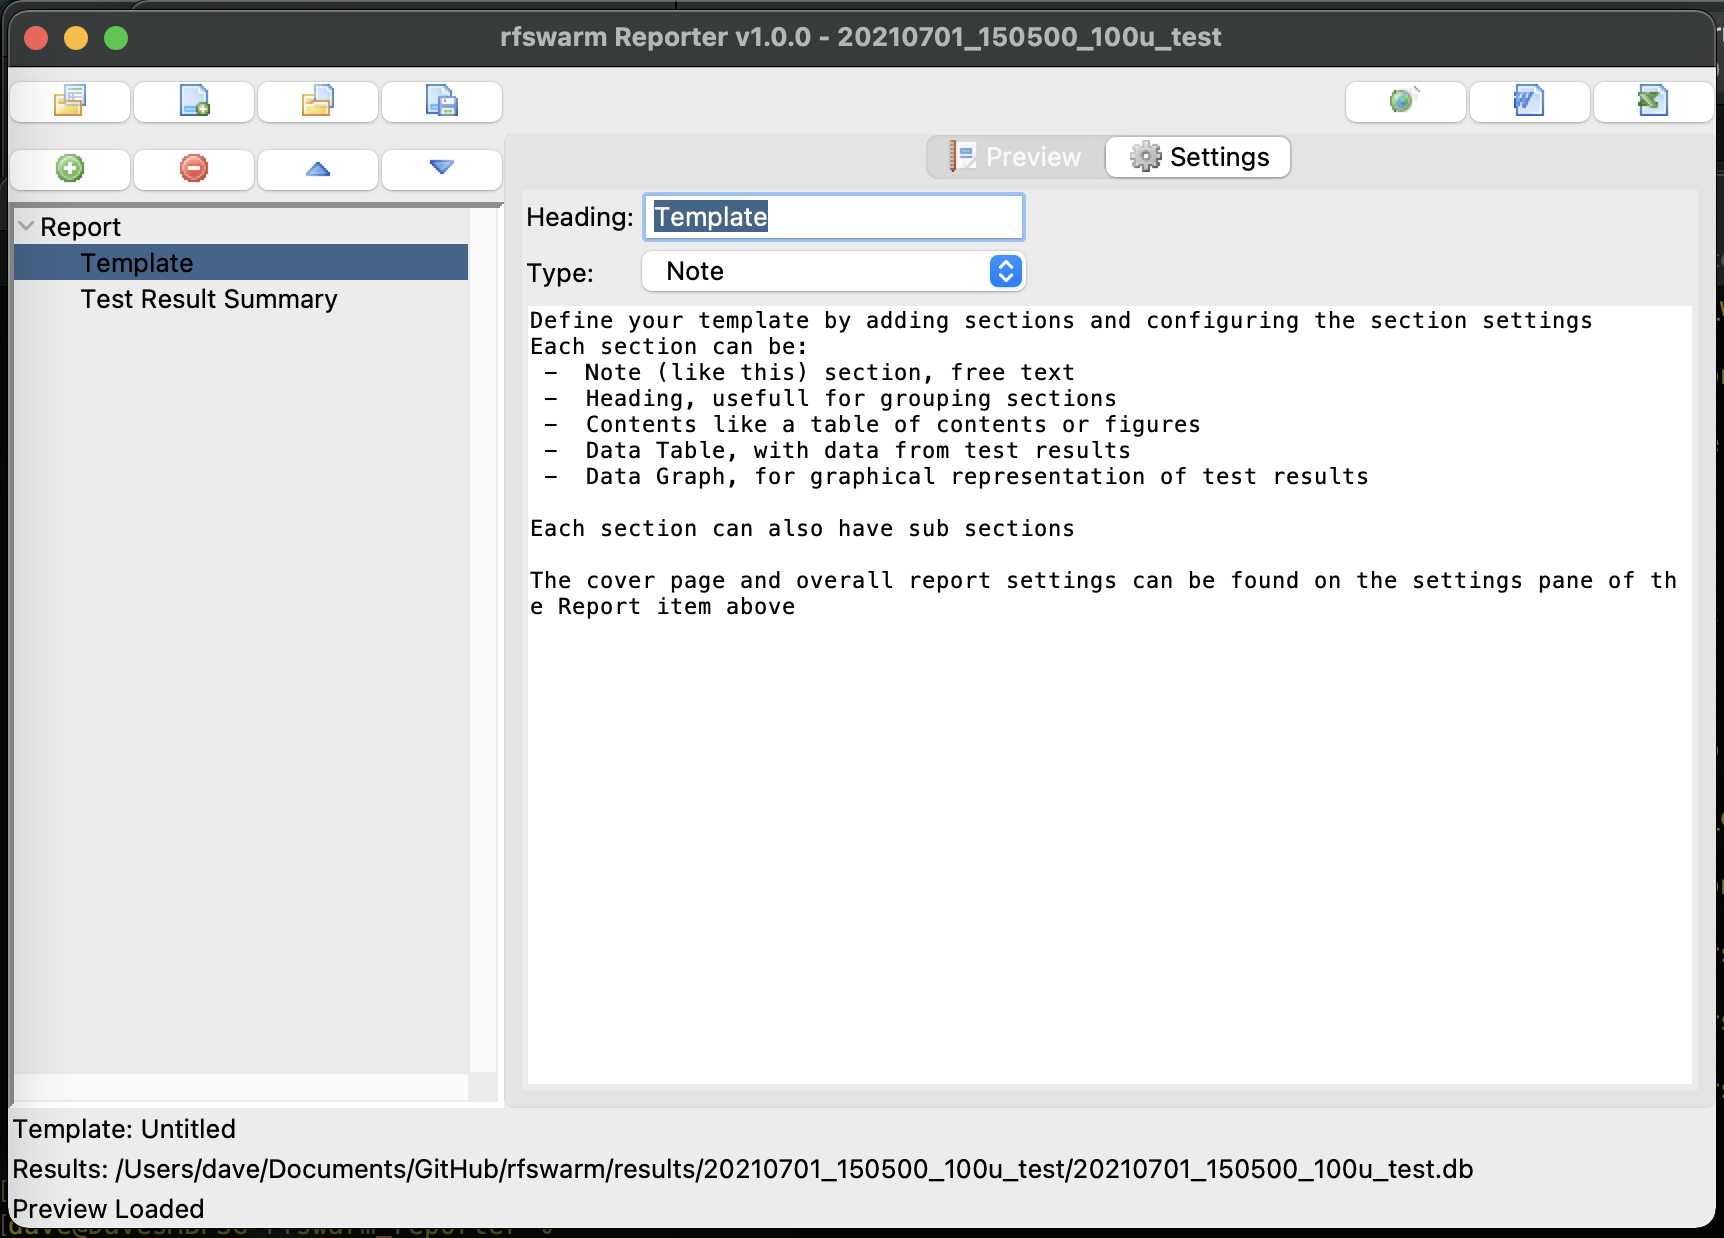 rfswarm Reporter v1.0.0 - 20210701_150500_100u_test
Preview
Settings
Report
Template
Test Result Summary
Heading: Template
Type: Note
Define your template by adding sections and configuring the section settings
Each section can be:
 -  Note (like this) section, free text
 -  Heading, usefull for grouping sections
 -  Contents like a table of contents or figures
 -  Data Table, with data from test results
 -  Data Graph, for graphical representation of test results
Each section can also have sub sections
The cover page and overall report settings can be found on the settings pane of th
e Report item above
Template: Untitled
Results: /Users/dave/Documents/GitHub/rfswarm/results/20210701_150500_100u_test/20210701_150500_100u_test.db
Preview Loaded